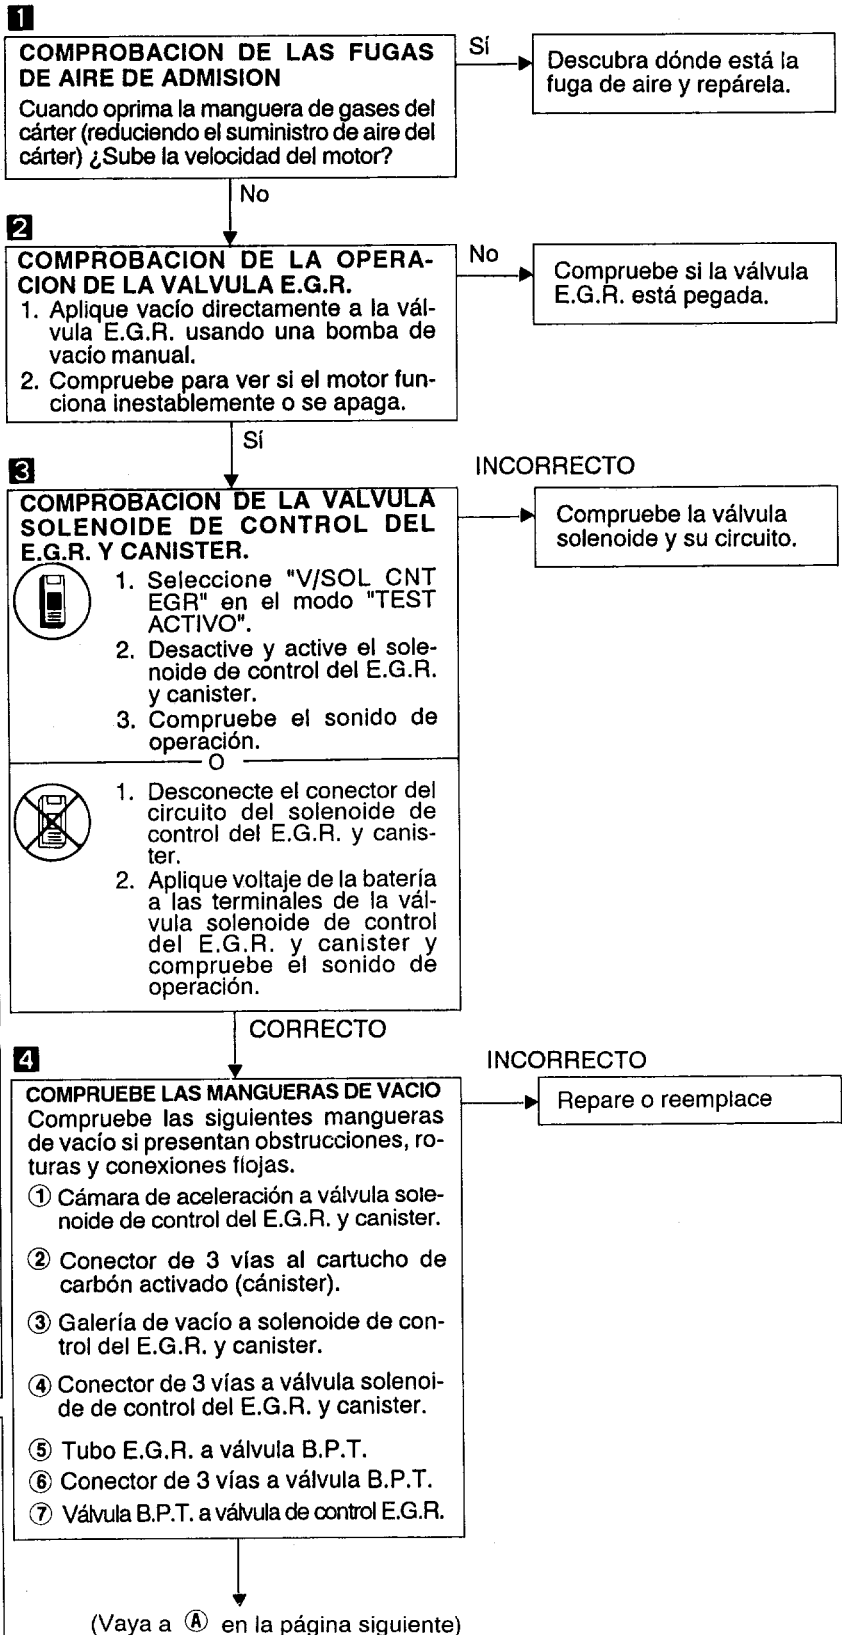 1
COMPROBACION DE LAS FUGAS
DE AIRE DE ADMISION
Cuando oprima la manguera de gases del
cárter (reduciendo el suministro de aire del
cárter) ¿Sube la velocidad del motor?
Sí
Descubra dónde está la
fuga de aire y repárela.
No
2
COMPROBACION DE LA OPERA-
CION DE LA VALVULA E.G.R.
1. Aplique vacío directamente a la vál-
vula E.G.R. usando una bomba de
vacío manual.
2. Compruebe para ver si el motor fun-
ciona inestablemente o se apaga.
No
Compruebe si la válvula
E.G.R. está pegada.
Sí
3
COMPROBACION DE LA VALVULA
SOLENOIDE DE CONTROL DEL
E.G.R. Y CANISTER.
1. Seleccione "V/SOL CNT
EGR" en el modo "TEST
ACTIVO".
2. Desactive y active el sole-
noide de control del E.G.R.
y canister.
3. Compruebe el sonido de
operación.
O
1. Desconecte el conector del
circuito del solenoide de
control del E.G.R. y canis-
ter.
2. Aplique voltaje de la batería
a las terminales de la vál-
vula solenoide de control
del E.G.R. y canister y
compruebe el sonido de
operación.
INCORRECTO
Compruebe la válvula
solenoide y su circuito.
CORRECTO
4
COMPRUEBE LAS MANGUERAS DE VACIO
Compruebe las siguientes mangueras
de vacío si presentan obstrucciones, ro-
turas y conexiones flojas.
① Cámara de aceleración a válvula sole-
noide de control del E.G.R. y canister.
② Conector de 3 vías al cartucho de
carbón activado (cánister).
③ Galería de vacío a solenoide de con-
trol del E.G.R. y canister.
④ Conector de 3 vías a válvula solenoi-
de de control del E.G.R. y canister.
⑤ Tubo E.G.R. a válvula B.P.T.
⑥ Conector de 3 vías a válvula B.P.T.
⑦ Válvula B.P.T. a válvula de control E.G.R.
INCORRECTO
Repare o reemplace
(Vaya a Ⓐ en la página siguiente)